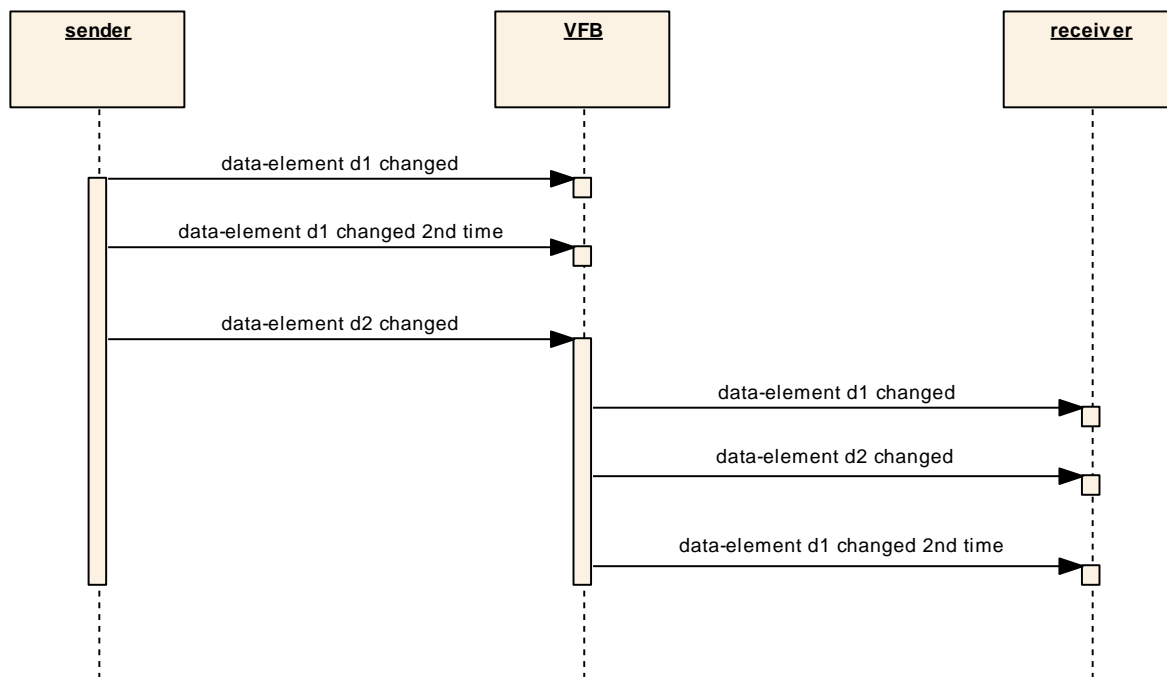 sender
VFB
receiver
data-element d1 changed
data-element d1 changed 2nd time
data-element d2 changed
data-element d1 changed
data-element d2 changed
data-element d1 changed 2nd time